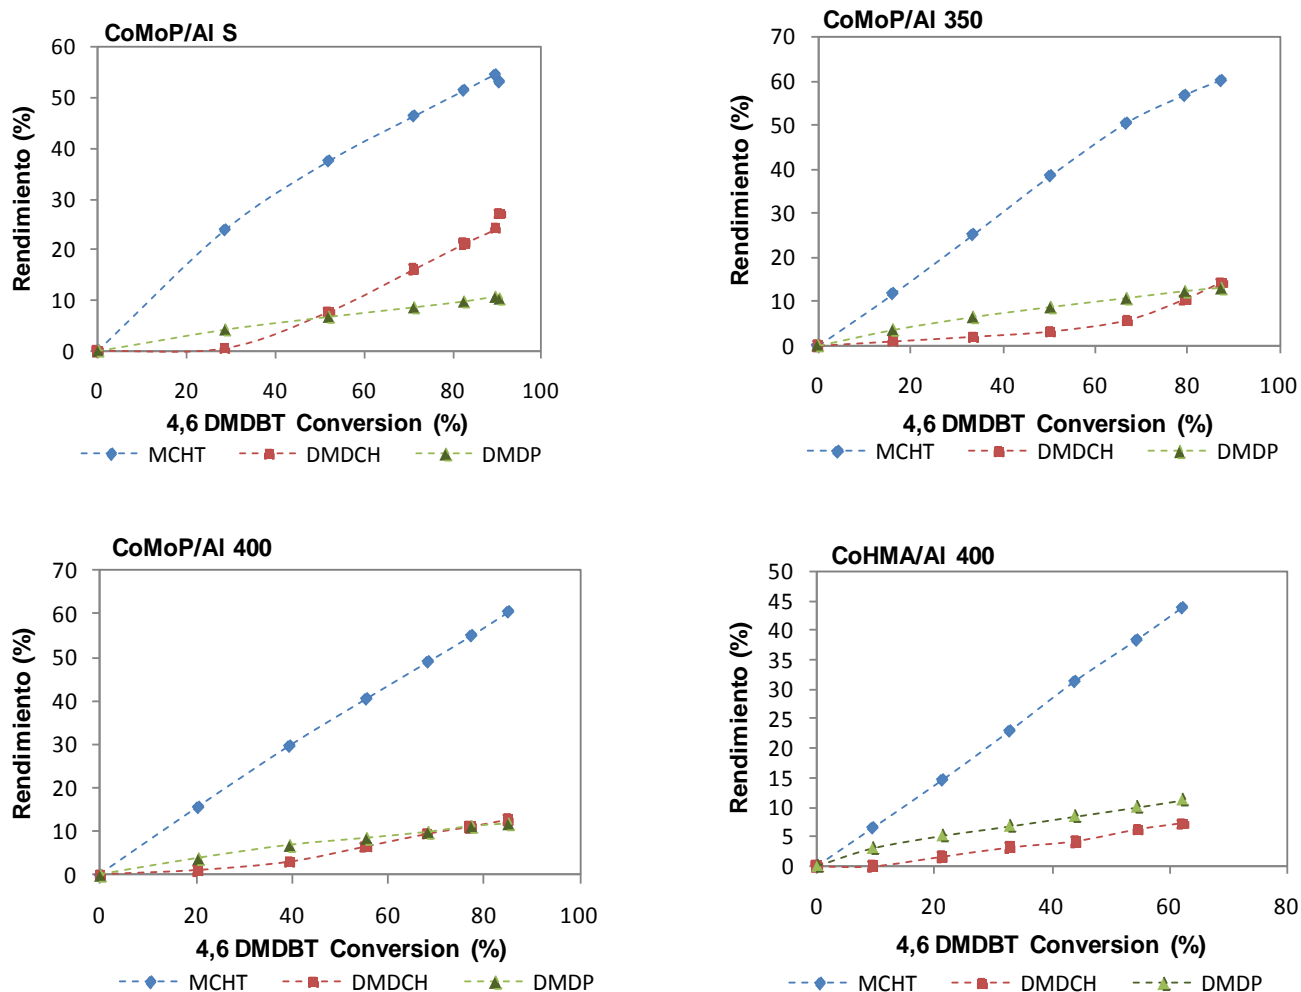 CoMoP/Al S
Rendimiento (%)
60
50
40
30
20
10
0
0 20 40 60 80 100
4,6 DMDBT Conversion (%)
MCHT DMDCH DMDP
CoMoP/Al 350
Rendimiento (%)
70
60
50
40
30
20
10
0
0 20 40 60 80 100
4,6 DMDBT Conversion (%)
MCHT DMDCH DMDP
CoMoP/Al 400
Rendimiento (%)
70
60
50
40
30
20
10
0
0 20 40 60 80 100
4,6 DMDBT Conversion (%)
MCHT DMDCH DMDP
CoHMA/Al 400
Rendimiento (%)
50
45
40
35
30
25
20
15
10
5
0
0 20 40 60 80
4,6 DMDBT Conversion (%)
MCHT DMDCH DMDP